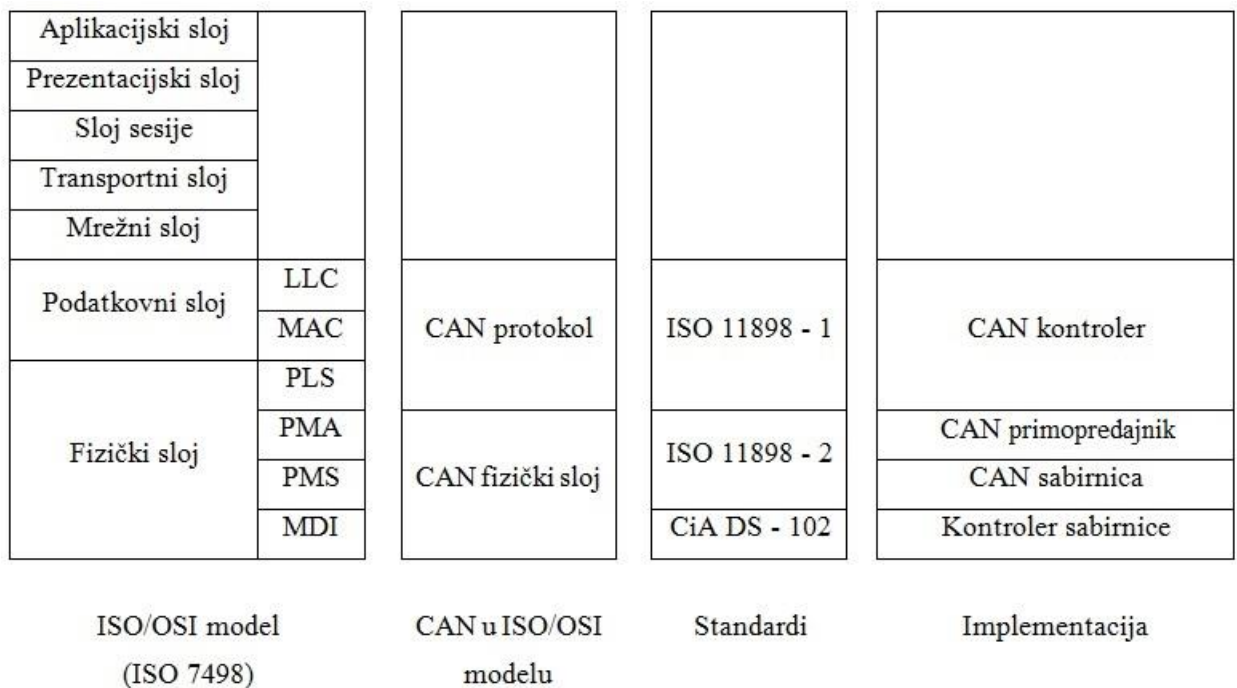 Aplikacijski sloj
Prezentacijski sloj
Sloj sesije
Transportni sloj
Mrežni sloj
Podatkovni sloj
LLC
MAC
Fizički sloj
PLS
PMA
PMS
MDI
ISO/OSI model
(ISO 7498)
CAN protokol
CAN fizički sloj
CAN u ISO/OSI
modelu
ISO 11898 - 1
ISO 11898 - 2
CiA DS - 102
Standardi
CAN kontroler
CAN primopredajnik
CAN sabirnica
Kontroler sabirnice
Implementacija